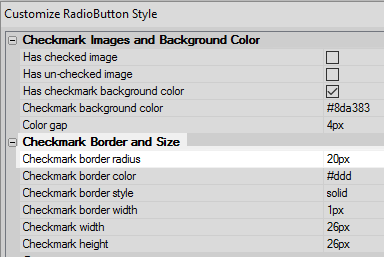 Customize RadioButton Style
Checkmark Images and Background Color
Has checked image
Has un-checked image
Has checkmark background color
Checkmark background color #8da383
Color gap 4px
Checkmark Border and Size
Checkmark border radius 20px
Checkmark border color #ddd
Checkmark border style solid
Checkmark border width 1px
Checkmark width 26px
Checkmark height 26px